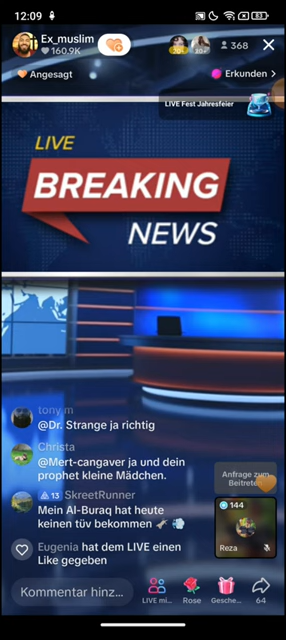 12:09
83
Ex_muslim
160.9K
30+
30+
368
Angesagt
Erkunden >
LIVE Fest Jahresfeier
LIVE
BREAKING
NEWS
tony m
@Dr. Strange ja richtig
Christa
@Mert-cangaver ja und dein
prophet kleine Mädchen.
13 SkreetRunner
Mein Al-Buraq hat heute
keinen tüv bekommen 🫏 💨
Eugenia hat dem LIVE einen
Like gegeben
Anfrage zum
Beitreten
144
Reza
Kommentar hinz...
LIVE mi...
Rose
Gesche...
64